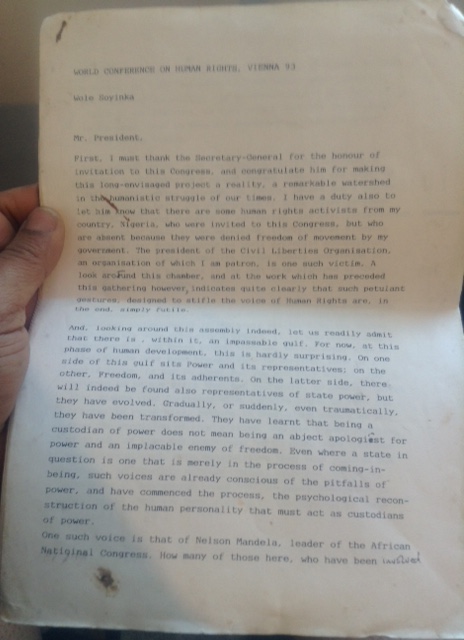 WORLD CONFERENCE ON HUMAN RIGHTS, VIENNA 93
Wole Soyinka
Mr. President,
First, I must thank the Secretary-General for the honour of
invitation to this Congress, and congratulate him for making
this long-envisaged project a reality, a remarkable watershed
in the humanistic struggle of our times. I have a duty also to
let him know that there are some human rights activists from my
country, Nigeria, who were invited to this Congress, but who
are absent because they were denied freedom of movement by my
government. The president of the Civil Liberties Organisation,
an organisation of which I am patron, is one such victim. A
look around this chamber, and at the work which has preceded
this gathering however, indicates quite clearly that such petulant
gestures, designed to stifle the voice of Human Rights are, in
the end, simply futile.
And, looking around this assembly indeed, let us readily admit
that there is , within it, an impassable gulf. For now, at this
phase of human development, this is hardly surprising. On one
side of this gulf sits Power and its representatives; on the
other, Freedom, and its adherents. On the latter side, there
will indeed be found also representatives of state power, but
they have evolved. Gradually, or suddenly, even traumatically,
they have been transformed. They have learnt that being a
custodian of power does not mean being an abject apologist for
power and an implacable enemy of freedom. Even where a state in
question is one that is merely in the process of coming-in-
being, such voices are already conscious of the pitfalls of
power, and have commenced the process, the psychological recon-
struction of the human personality that must act as custodians
of power.
One such voice is that of Nelson Mandela, leader of the African
Natiginal Congress. How many of those here, who have been involved